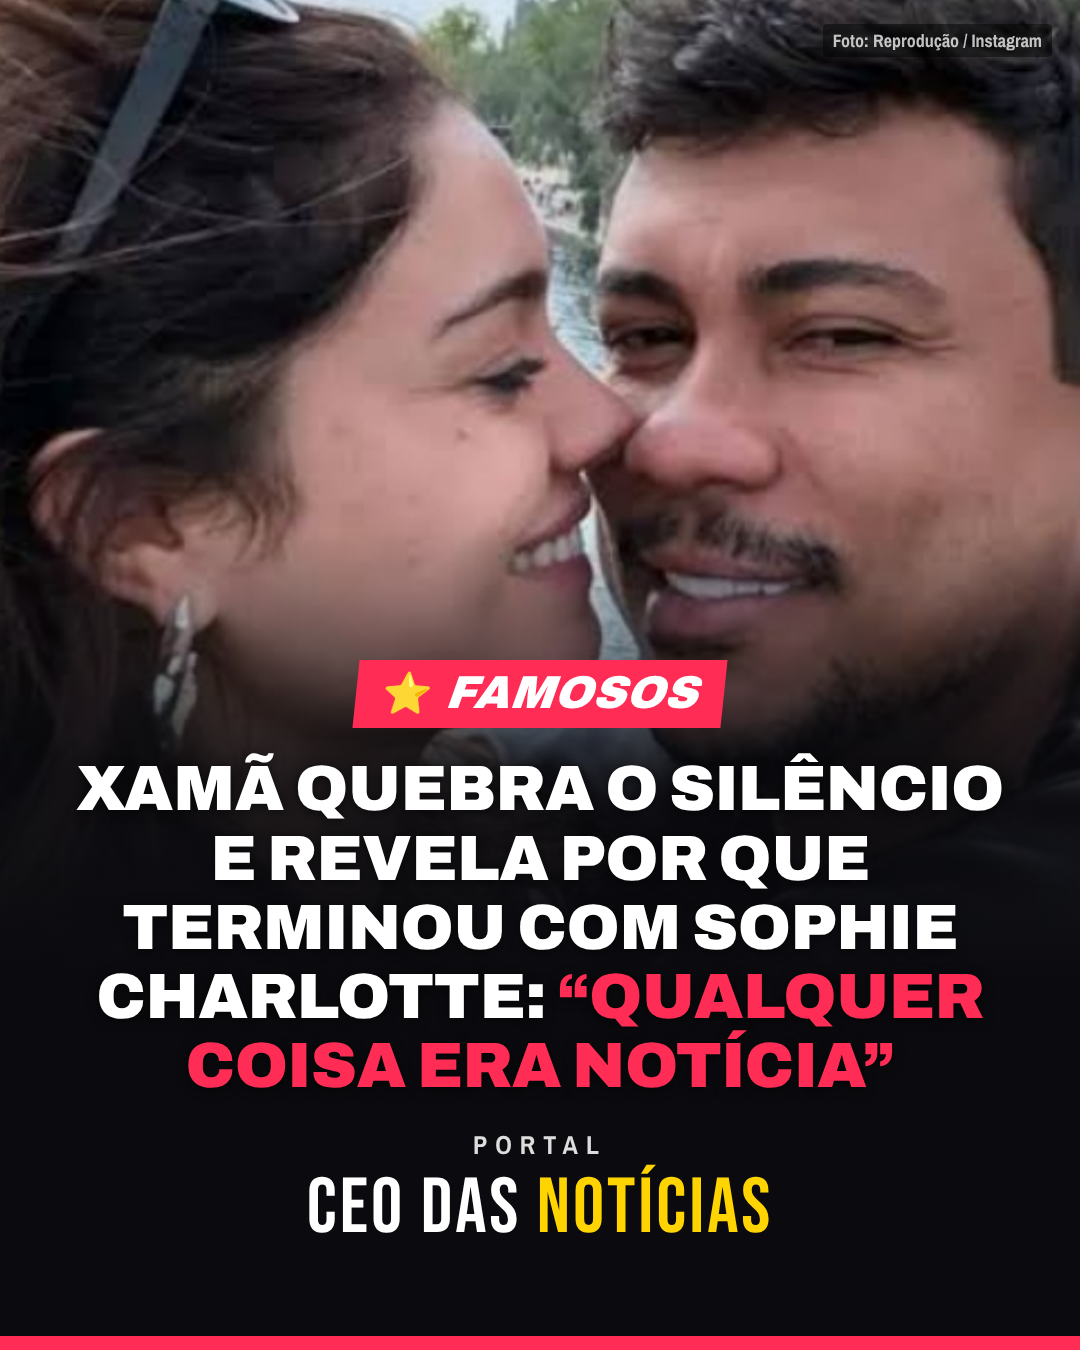 Foto: Reprodução / Instagram
⭐ FAMOSOS
XAMÃ QUEBRA O SILÊNCIO
E REVELA POR QUE
TERMINOU COM SOPHIE
CHARLOTTE: “QUALQUER
COISA ERA NOTÍCIA”
PORTAL
CEO DAS NOTÍCIAS